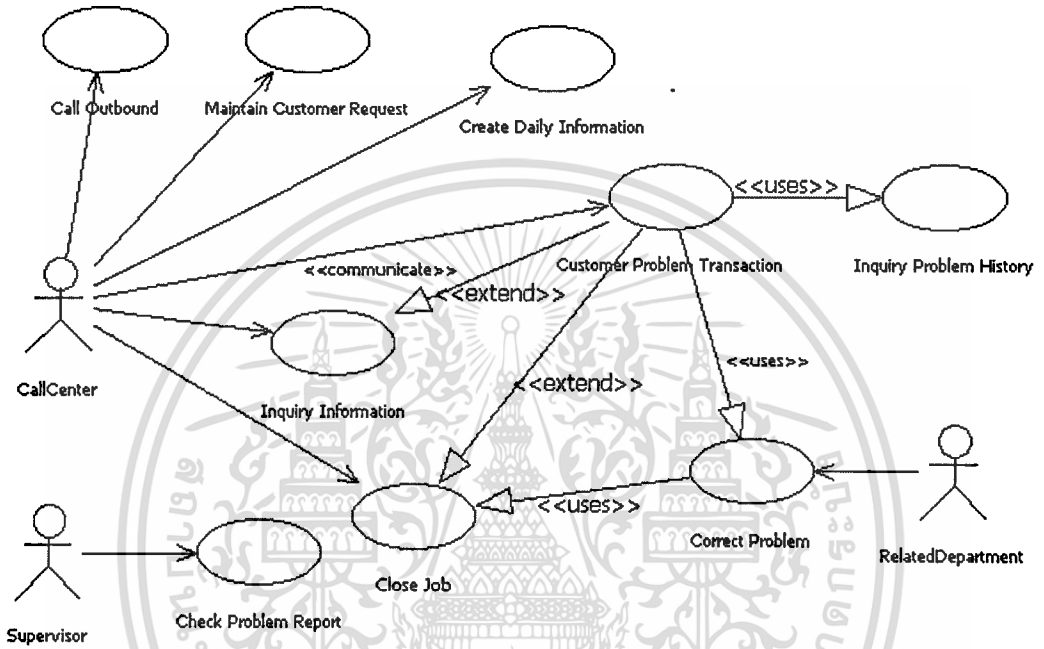 Call Outbound
Maintain Customer Request
Create Daily Information
<<uses>>
<<communicate>>
Customer Problem Transaction
Inquiry Problem History
<<extend>>
<<uses>>
CallCenter
<<extend>>
Inquiry Information
<<uses>>
Correct Problem
RelatedDepartment
Close Job
Check Problem Report
Supervisor